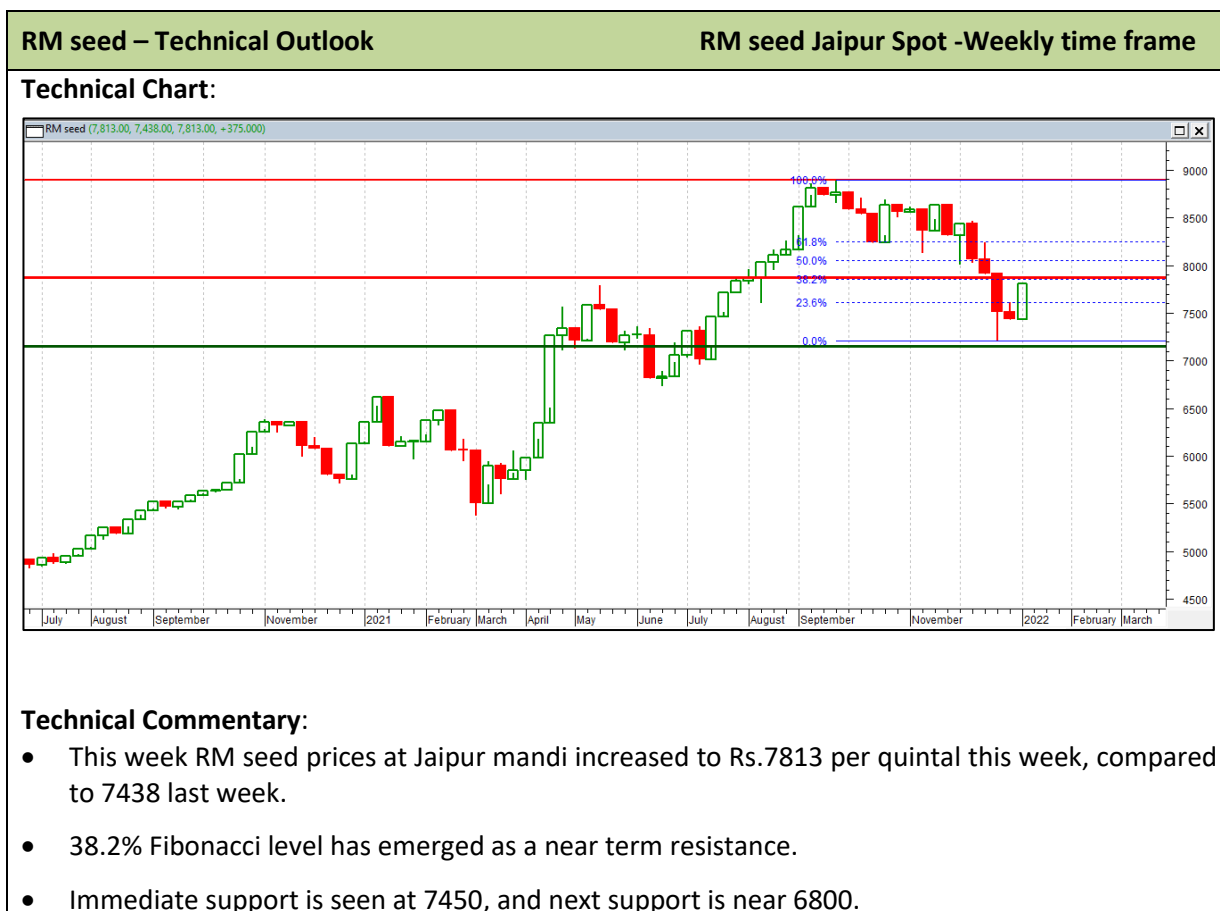 RM seed – Technical Outlook RM seed Jaipur Spot -Weekly time frame
Technical Chart:
RM seed (7,813.00, 7,438.00, 7,813.00, +375.000)
9000
100.0%
8500
61.8%
50.0%
8000
38.2%
23.6%
7500
0.0%
7000
6500
6000
5500
5000
4500
July August September November 2021 February March April May June July August September November 2022 February March
Technical Commentary:
• This week RM seed prices at Jaipur mandi increased to Rs.7813 per quintal this week, compared
to 7438 last week.
• 38.2% Fibonacci level has emerged as a near term resistance.
• Immediate support is seen at 7450, and next support is near 6800.